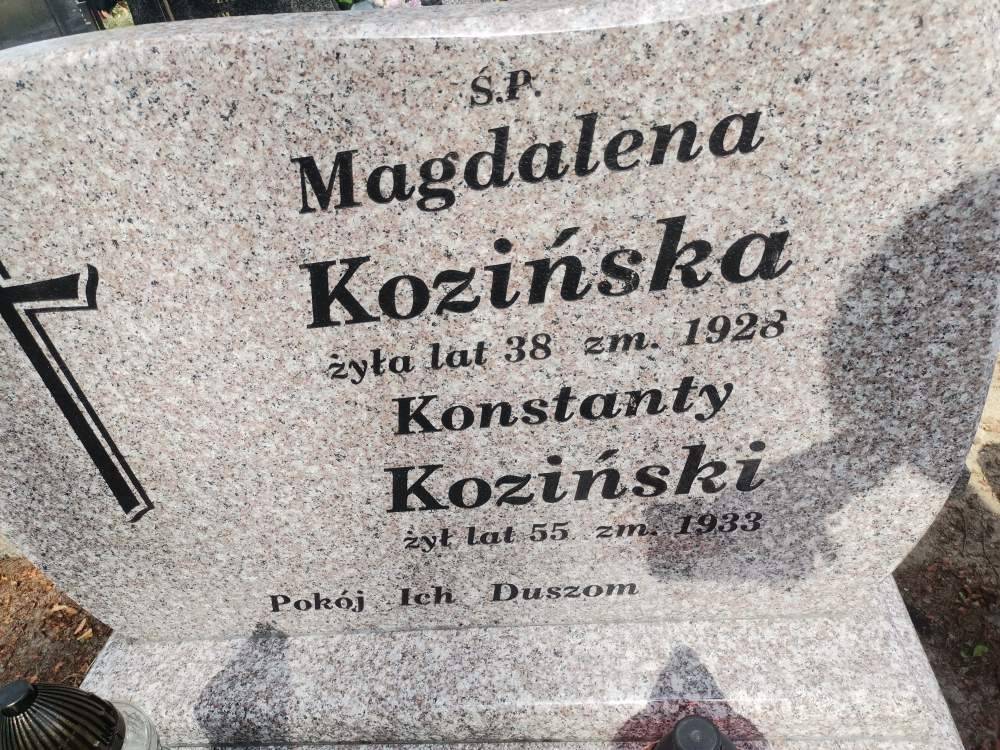 Ś.P.
Magdalena
Kozińska
żyła lat 38 zm. 1928
Konstanty
Koziński
żył lat 55 zm. 1933
Pokój Ich Duszom